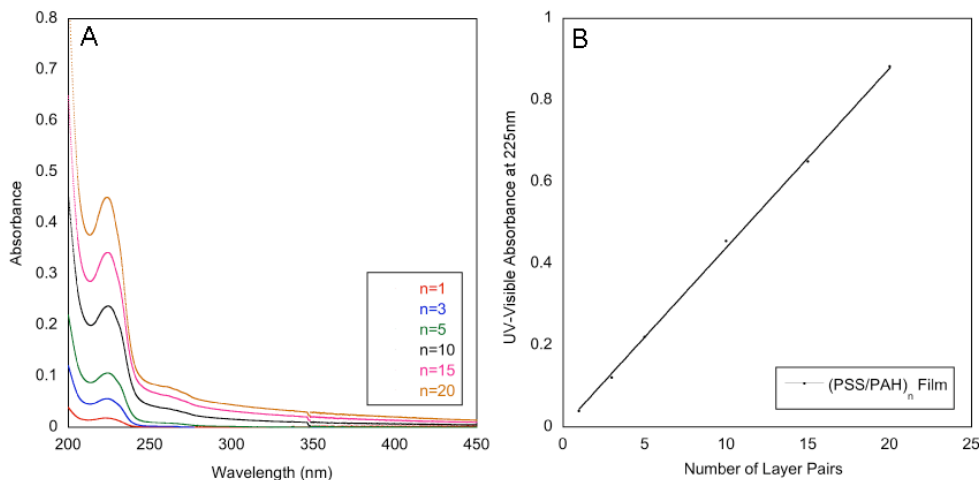 A
0.8
0.7
0.6
0.5
0.4
0.3
0.2
0.1
0
Absorbance
200 250 300 350 400 450
Wavelength (nm)
n=1
n=3
n=5
n=10
n=15
n=20
B
1
0.8
0.6
0.4
0.2
0
UV-Visible Absorbance at 225nm
0 5 10 15 20 25
Number of Layer Pairs
(PSS/PAH)n Film